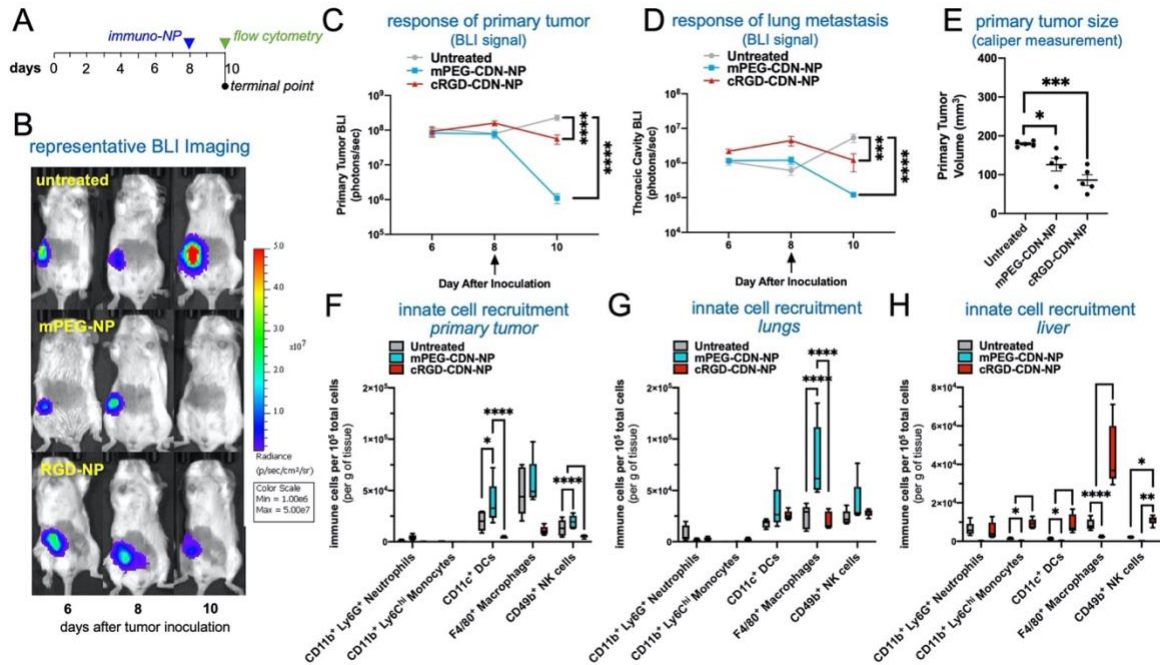 A
immuno-NP
flow cytometry
days
0 2 4 6 8 10
terminal point
B
representative BLI Imaging
untreated
mPEG-NP
RGD-NP
5.0
4.0
3.0
x10⁷
2.0
1.0
Radiance
(p/sec/cm²/sr)
Color Scale
Min = 1.00e6
Max = 5.00e7
6 8 10
days after tumor inoculation
C
response of primary tumor
(BLI signal)
Untreated
mPEG-CDN-NP
cRGD-CDN-NP
Primary Tumor BLI
(photons/sec)
10⁹
10⁸
10⁷
10⁶
10⁵
****
****
6 8 10
Day After Inoculation
D
response of lung metastasis
(BLI signal)
Untreated
mPEG-CDN-NP
cRGD-CDN-NP
Thoracic Cavity BLI
(photons/sec)
10⁸
10⁷
10⁶
10⁵
10⁴
***
****
6 8 10
Day After Inoculation
E
primary tumor size
(caliper measurement)
Primary Tumor
Volume (mm³)
400
300
200
100
0
***
*
Untreated
mPEG-CDN-NP
cRGD-CDN-NP
F
innate cell recruitment
primary tumor
Untreated
mPEG-CDN-NP
cRGD-CDN-NP
immune cells per 10⁵ total cells
(per g of tissue)
2×10⁵
1×10⁵
5×10⁴
0
****
*
****
CD11b⁺ Ly6G⁺ Neutrophils
CD11b⁺ Ly6Cʰⁱ Monocytes
CD11c⁺ DCs
F4/80⁺ Macrophages
CD49b⁺ NK cells
G
innate cell recruitment
lungs
Untreated
mPEG-CDN-NP
cRGD-CDN-NP
immune cells per 10⁵ total cells
(per g of tissue)
2×10⁵
1×10⁵
5×10⁴
0
****
****
CD11b⁺ Ly6G⁺ Neutrophils
CD11b⁺ Ly6Cʰⁱ Monocytes
CD11c⁺ DCs
F4/80⁺ Macrophages
CD49b⁺ NK cells
H
innate cell recruitment
liver
Untreated
mPEG-CDN-NP
cRGD-CDN-NP
immune cells per 10⁵ total cells
(per g of tissue)
8×10⁴
6×10⁴
4×10⁴
2×10⁴
0
*
*
****
*
**
CD11b⁺ Ly6G⁺ Neutrophils
CD11b⁺ Ly6Cʰⁱ Monocytes
CD11c⁺ DCs
F4/80⁺ Macrophages
CD49b⁺ NK cells